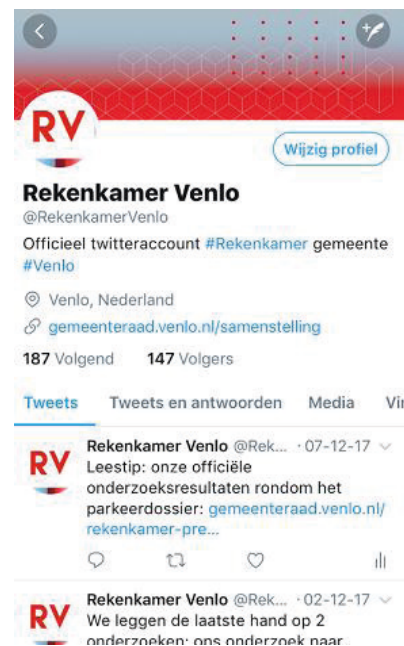 RV
Wijzig profiel
Rekenkamer Venlo
@RekenkamerVenlo
Officieel twitteraccount #Rekenkamer gemeente
#Venlo
Venlo, Nederland
gemeenteraad.venlo.nl/samenstelling
187 Volgend 147 Volgers
Tweets Tweets en antwoorden Media Vi
RV
Rekenkamer Venlo @Rek... · 07-12-17
Leestip: onze officiële
onderzoeksresultaten rondom het
parkeerdossier: gemeenteraad.venlo.nl/
rekenkamer-pre...
RV
Rekenkamer Venlo @Rek... · 02-12-17
We leggen de laatste hand op 2
onderzoeken: ons onderzoek naar